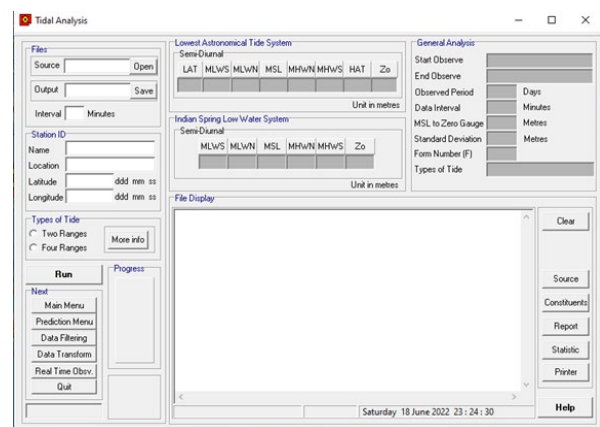 Tidal Analysis
Files
Source
Open
Output
Save
Interval
Minutes
Station ID
Name
Location
Latitude
ddd mm ss
Longitude
ddd mm ss
Types of Tide
Two Ranges
Four Ranges
More info
Run
Progress
Next
Main Menu
Prediction Menu
Data Filtering
Data Transform
Real Time Obsv.
Quit
Lowest Astronomical Tide System
Semi-Diurnal
LAT MLWS MLWN MSL MHWN MHWS HAT Zo
Unit in metres
Indian Spring Low Water System
Semi-Diurnal
MLWS MLWN MSL MHWN MHWS Zo
Unit in metres
General Analysis
Start Observe
End Observe
Observed Period Days
Data Interval Minutes
MSL to Zero Gauge Metres
Standard Deviation Metres
Form Number (F)
Types of Tide
File Display
Clear
Source
Constituents
Report
Statistic
Printer
Saturday 18 June 2022 23 : 24 : 30
Help